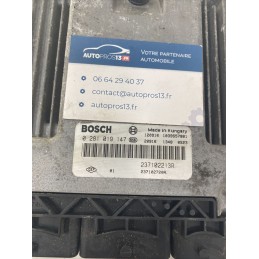 AUTOPROS13.FR
VOTRE PARTENAIRE
AUTOMOBILE
06 64 29 40 37
contact@autopros13.fr
autopros13.fr
BOSCH
Made in Hungary
0 281 019 147
237102213R
01